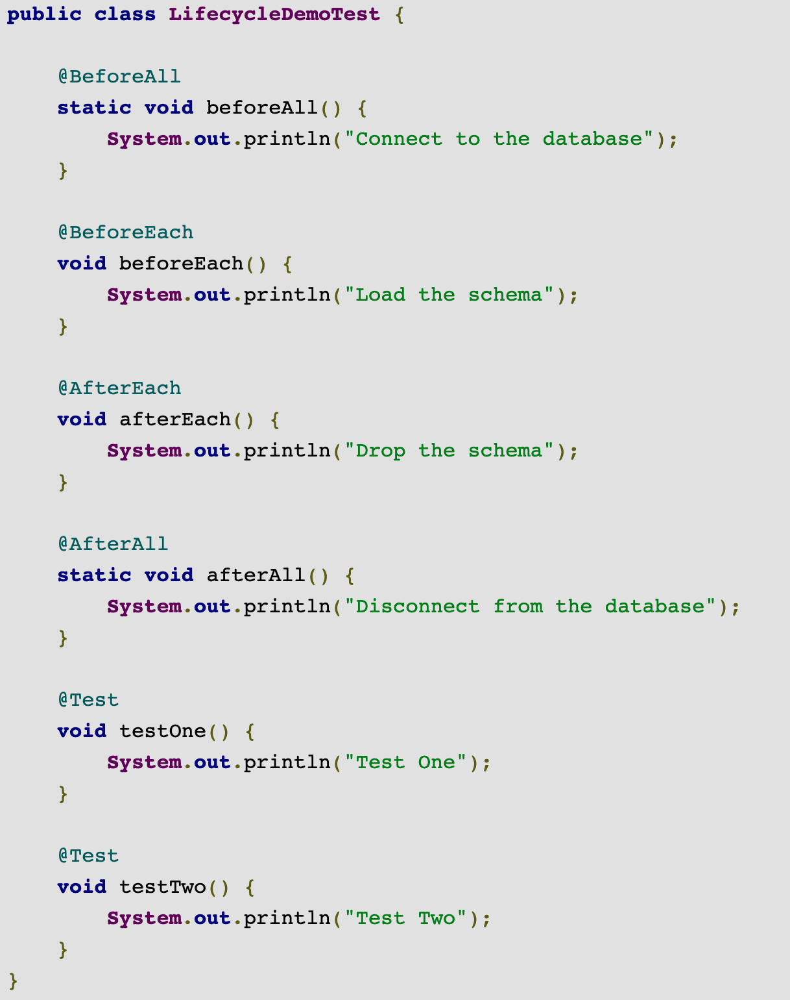 public class LifecycleDemoTest {

    @BeforeAll
    static void beforeAll() {
        System.out.println("Connect to the database");
    }

    @BeforeEach
    void beforeEach() {
        System.out.println("Load the schema");
    }

    @AfterEach
    void afterEach() {
        System.out.println("Drop the schema");
    }

    @AfterAll
    static void afterAll() {
        System.out.println("Disconnect from the database");
    }

    @Test
    void testOne() {
        System.out.println("Test One");
    }

    @Test
    void testTwo() {
        System.out.println("Test Two");
    }
}